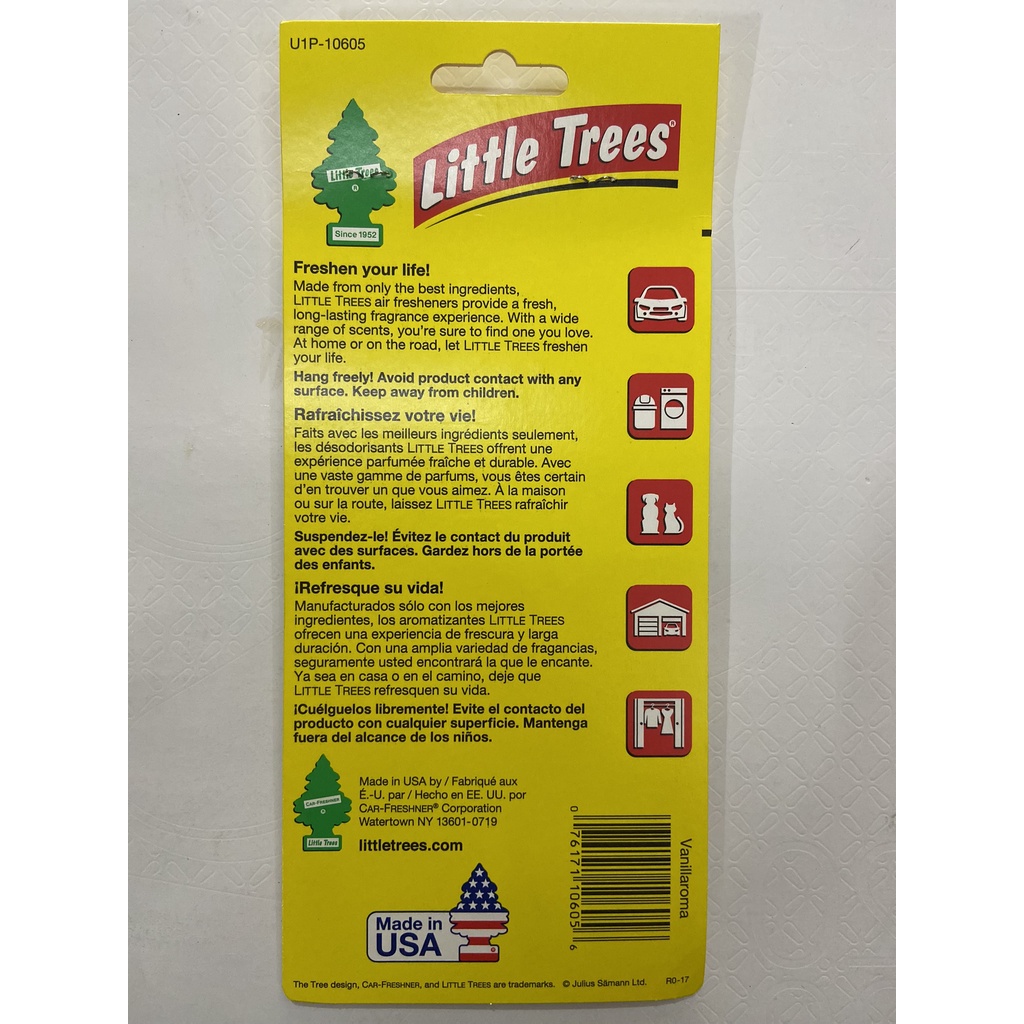 U1P-10605
Little Trees®
Little Trees
®
Since 1952
Freshen your life!
Made from only the best ingredients,
LITTLE TREES air fresheners provide a fresh,
long-lasting fragrance experience. With a wide
range of scents, you're sure to find one you love.
At home or on the road, let LITTLE TREES freshen
your life.
Hang freely! Avoid product contact with any
surface. Keep away from children.
Rafraîchissez votre vie!
Faits avec les meilleurs ingrédients seulement,
les désodorisants LITTLE TREES offrent une
expérience parfumée fraîche et durable. Avec
une vaste gamme de parfums, vous êtes certain
d'en trouver un que vous aimez. À la maison
ou sur la route, laissez LITTLE TREES rafraîchir
votre vie.
Suspendez-le! Évitez le contact du produit
avec des surfaces. Gardez hors de la portée
des enfants.
¡Refresque su vida!
Manufacturados sólo con los mejores
ingredientes, los aromatizantes LITTLE TREES
ofrecen una experiencia de frescura y larga
duración. Con una amplia variedad de fragancias,
seguramente usted encontrará la que le encante.
Ya sea en casa o en el camino, deje que
LITTLE TREES refresquen su vida.
¡Cuélguelos libremente! Evite el contacto del
producto con cualquier superficie. Mantenga
fuera del alcance de los niños.
CAR-FRESHNER
®
Little Trees
Made in USA by / Fabriqué aux
É.-U. par / Hecho en EE. UU. por
CAR-FRESHNER® Corporation
Watertown NY 13601-0719
littletrees.com
Made in
USA
®
0 76171 10605 6
Vanillaroma
The Tree design, CAR-FRESHNER, and LITTLE TREES are trademarks. © Julius Sämann Ltd. R0-17